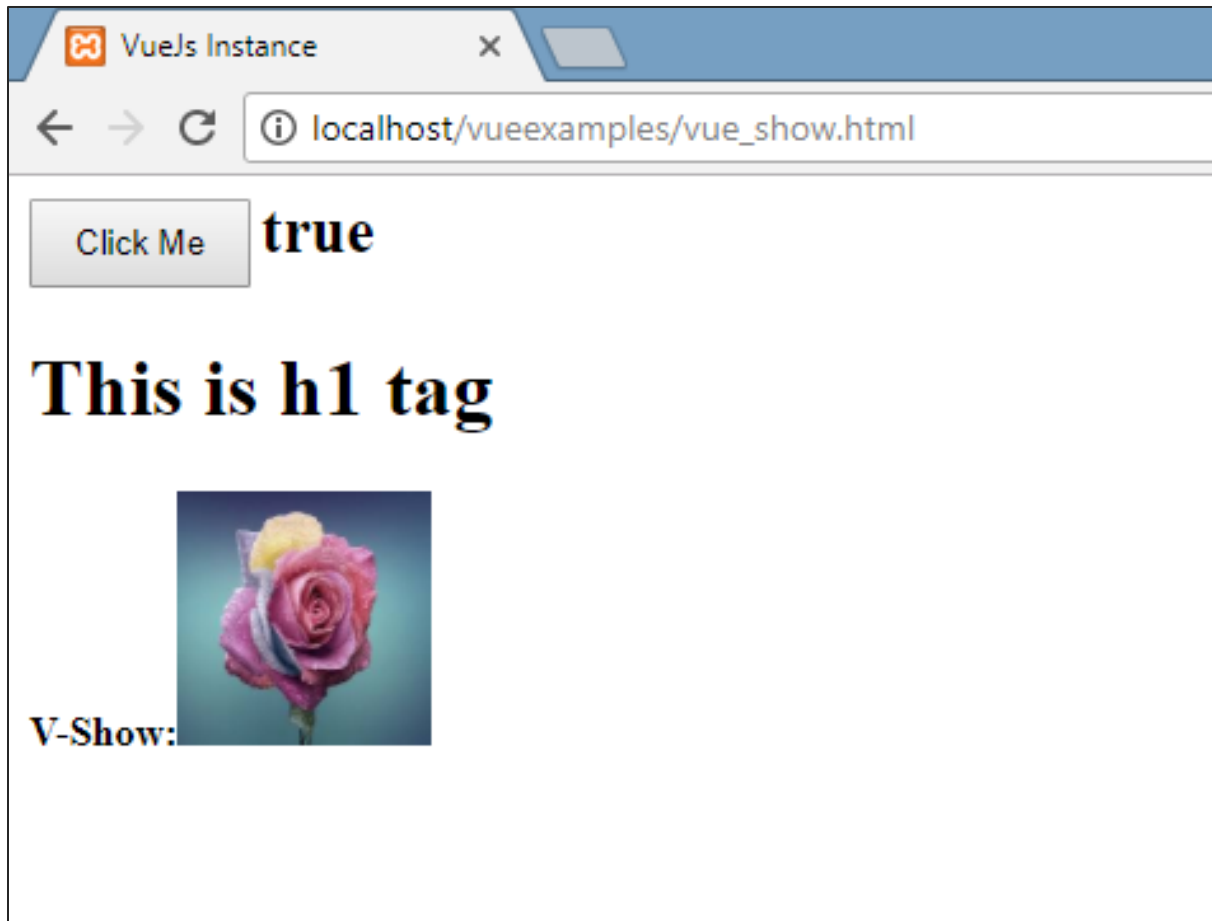 VueJs Instance
localhost/vueexamples/vue_show.html
Click Me true
This is h1 tag
V-Show: